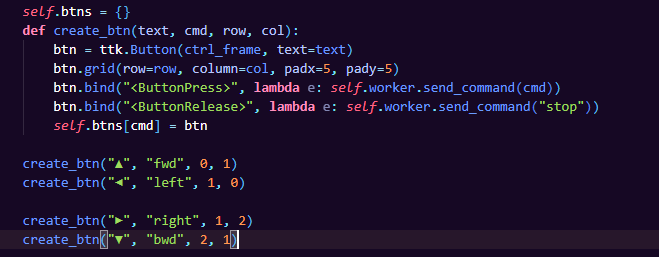 self.btns = {}
def create_btn(text, cmd, row, col):
    btn = ttk.Button(ctrl_frame, text=text)
    btn.grid(row=row, column=col, padx=5, pady=5)
    btn.bind("<ButtonPress>", lambda e: self.worker.send_command(cmd))
    btn.bind("<ButtonRelease>", lambda e: self.worker.send_command("stop"))
    self.btns[cmd] = btn
create_btn("▲", "fwd", 0, 1)
create_btn("◄", "left", 1, 0)
create_btn("►", "right", 1, 2)
create_btn("▼", "bwd", 2, 1)